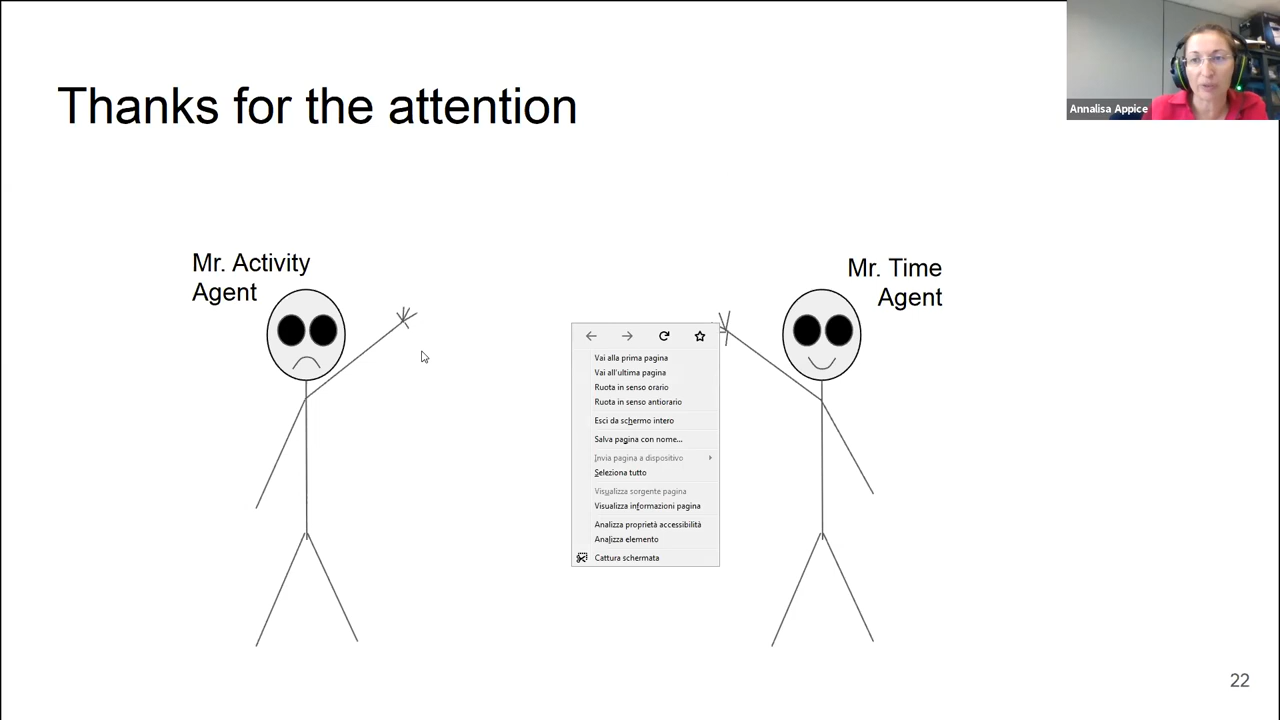 Annalisa Appice
Thanks for the attention
Mr. Activity
Agent
Mr. Time
Agent
Vai alla prima pagina
Vai all'ultima pagina
Ruota in senso orario
Ruota in senso antiorario
Esci da schermo intero
Salva pagina con nome...
Invia pagina a dispositivo
Seleziona tutto
Visualizza sorgente pagina
Visualizza informazioni pagina
Analizza proprietà accessibilità
Analizza elemento
Cattura schermata
22